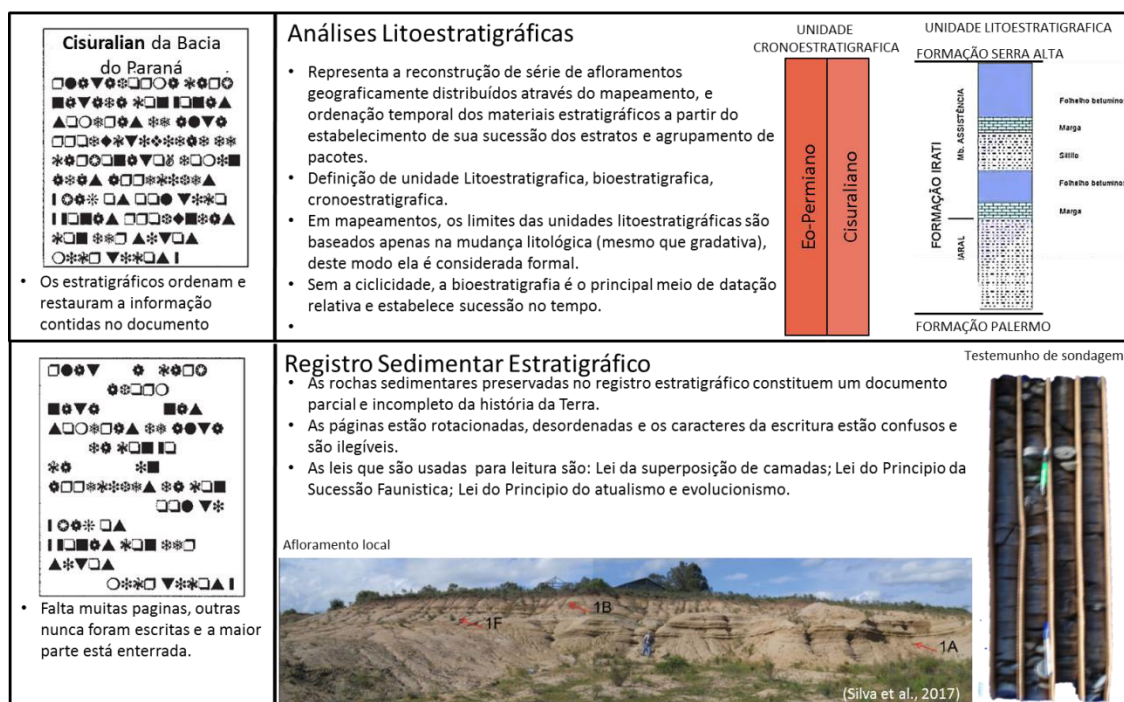 Cisuralian da Bacia
do Paraná
• Os estratigráficos ordenam e
restauram a informação
contidas no documento
Análises Litoestratigráficas
• Representa a reconstrução de série de afloramentos
geograficamente distribuídos através do mapeamento, e
ordenação temporal dos materiais estratigráficos a partir do
estabelecimento de sua sucessão dos estratos e agrupamento de
pacotes.
• Definição de unidade Litoestratigrafica, bioestratigrafica,
cronoestratigrafica.
• Em mapeamentos, os limites das unidades litoestratigráficas são
baseados apenas na mudança litológica (mesmo que gradativa),
deste modo ela é considerada formal.
• Sem a ciclicidade, a bioestratigrafia é o principal meio de datação
relativa e estabelece sucessão no tempo.
•
UNIDADE
CRONOESTRATIGRAFICA
Eo-Permiano
Cisuraliano
UNIDADE LITOESTRATIGRAFICA
FORMAÇÃO SERRA ALTA
FORMAÇÃO IRATI
Mb. ASSISTÊNCIA
IARAL
Folhelho betumino
Marga
Siltito
Folhelho betuminos
Marga
FORMAÇÃO PALERMO
• Falta muitas paginas, outras
nunca foram escritas e a maior
parte está enterrada.
Registro Sedimentar Estratigráfico
• As rochas sedimentares preservadas no registro estratigráfico constituem um documento
parcial e incompleto da história da Terra.
• As páginas estão rotacionadas, desordenadas e os caracteres da escritura estão confusos e
são ilegíveis.
• As leis que são usadas para leitura são: Lei da superposição de camadas; Lei do Principio da
Sucessão Faunistica; Lei do Principio do atualismo e evolucionismo.
Afloramento local
1F
1B
1A
(Silva et al., 2017)
Testemunho de sondagem